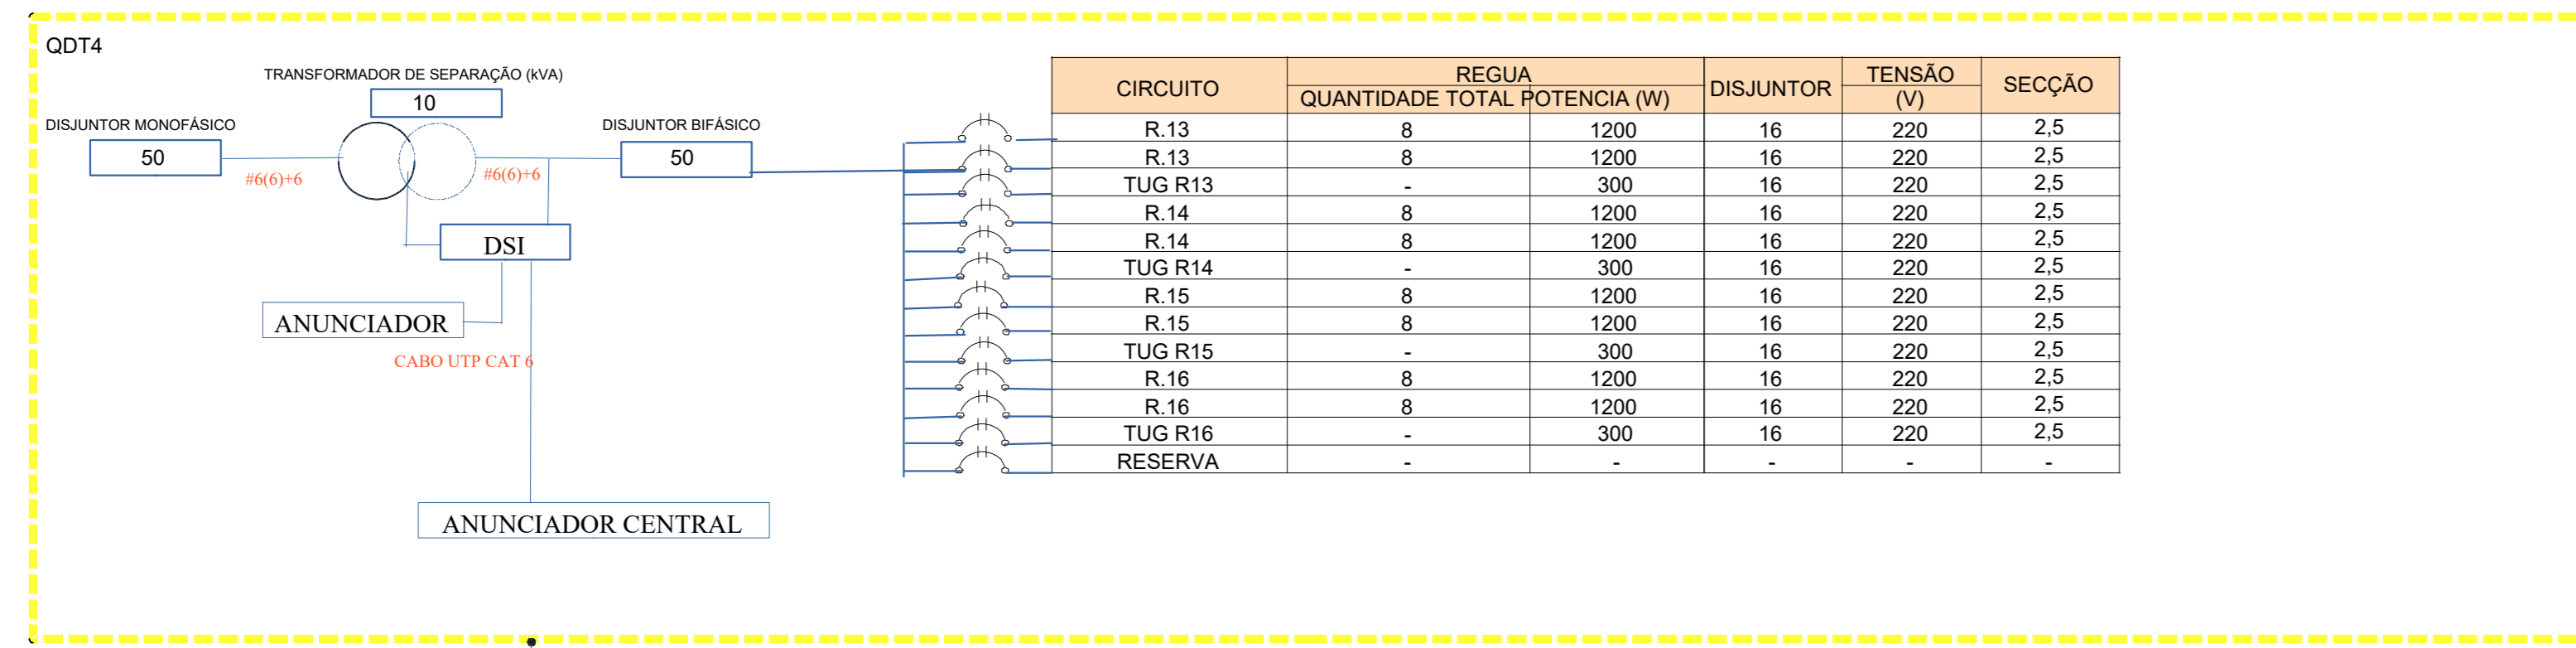 QDT4
TRANSFORMADOR DE SEPARAÇÃO (kVA)
10
DISJUNTOR MONOFÁSICO
50
#6(6)+6
#6(6)+6
DISJUNTOR BIFÁSICO
50
DSI
ANUNCIADOR
CABO UTP CAT 6
ANUNCIADOR CENTRAL
CIRCUITO REGUA DISJUNTOR TENSÃO SECÇÃO
QUANTIDADE TOTAL POTENCIA (W) (V)
R.13 8 1200 16 220 2,5
R.13 8 1200 16 220 2,5
TUG R13 - 300 16 220 2,5
R.14 8 1200 16 220 2,5
R.14 8 1200 16 220 2,5
TUG R14 - 300 16 220 2,5
R.15 8 1200 16 220 2,5
R.15 8 1200 16 220 2,5
TUG R15 - 300 16 220 2,5
R.16 8 1200 16 220 2,5
R.16 8 1200 16 220 2,5
TUG R16 - 300 16 220 2,5
RESERVA - - - - -